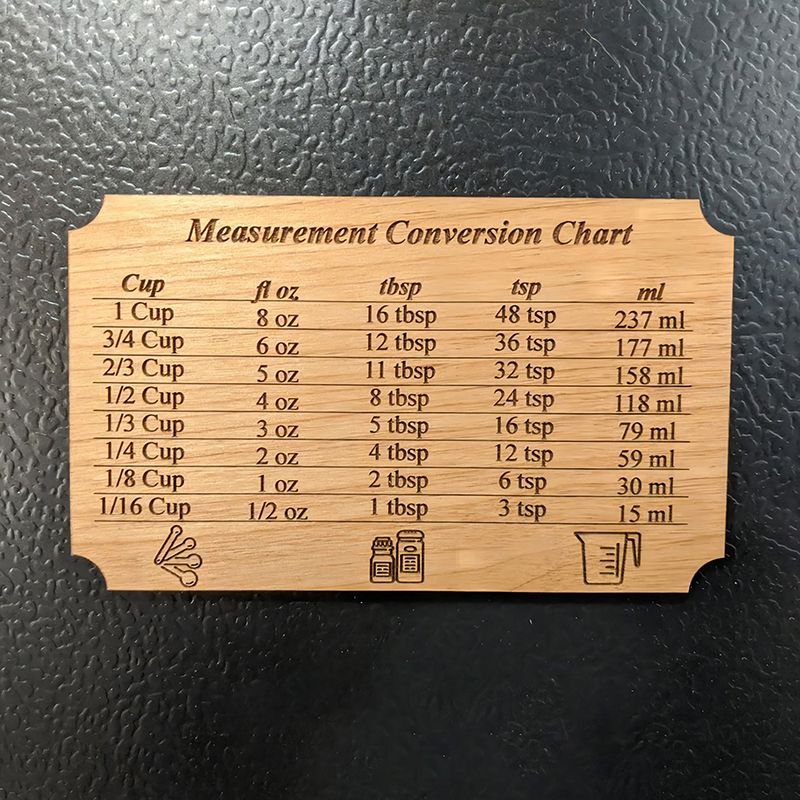 Measurement Conversion Chart
Cup fl oz tbsp tsp ml
1 Cup 8 oz 16 tbsp 48 tsp 237 ml
3/4 Cup 6 oz 12 tbsp 36 tsp 177 ml
2/3 Cup 5 oz 11 tbsp 32 tsp 158 ml
1/2 Cup 4 oz 8 tbsp 24 tsp 118 ml
1/3 Cup 3 oz 5 tbsp 16 tsp 79 ml
1/4 Cup 2 oz 4 tbsp 12 tsp 59 ml
1/8 Cup 1 oz 2 tbsp 6 tsp 30 ml
1/16 Cup 1/2 oz 1 tbsp 3 tsp 15 ml